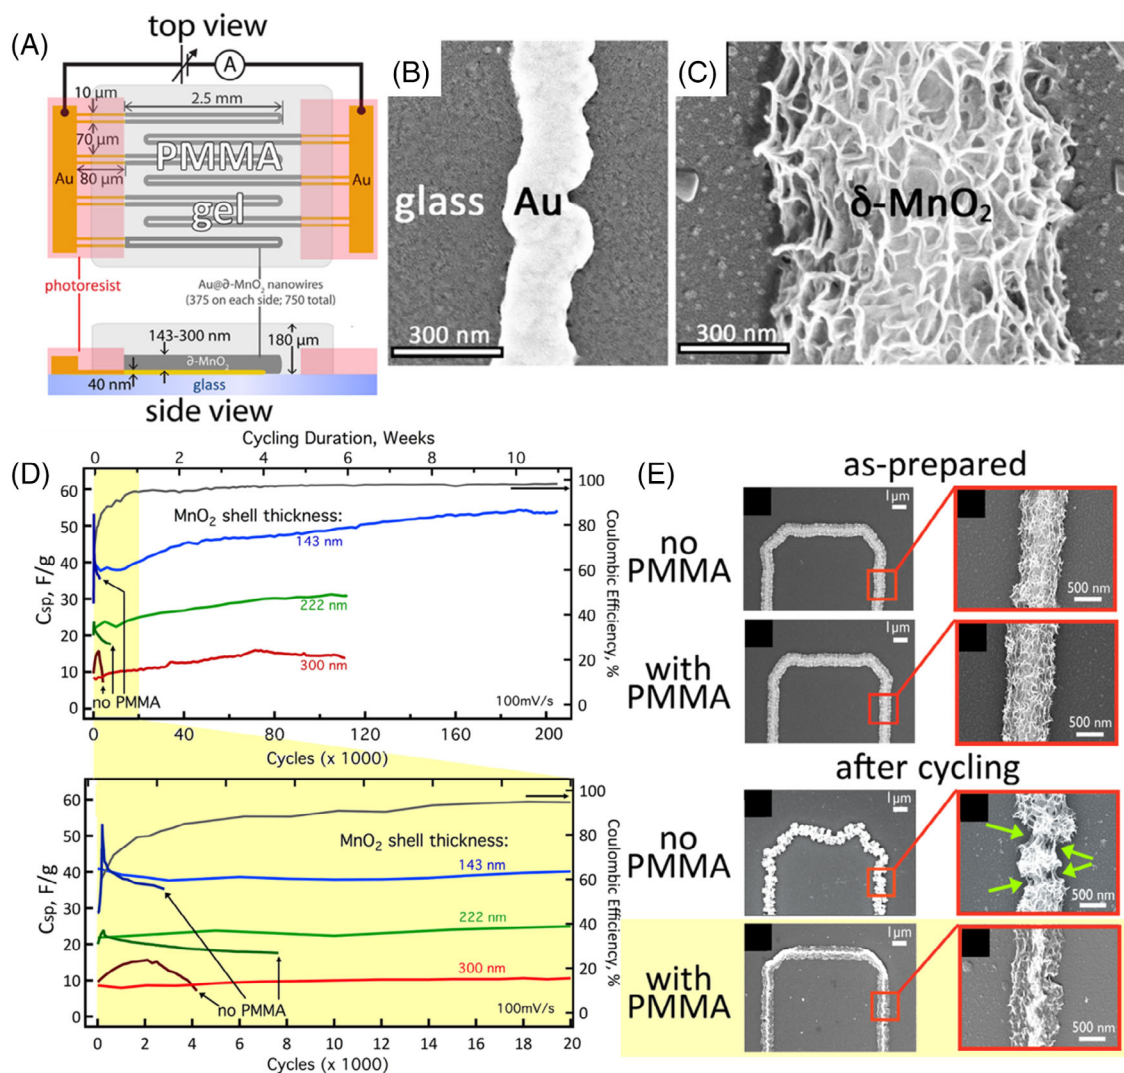 (A)
top view
A
10 μm
2.5 mm
70 μm
PMMA
80 μm
Au
Au
gel
photoresist
Au@∂-MnO₂ nanowires
(375 on each side; 750 total)
143-300 nm
180 μm
∂-MnO₂
40 nm
glass
side view
(B)
glass
Au
300 nm
(C)
δ-MnO₂
300 nm
(D)
Cycling Duration, Weeks
0 2 4 6 8 10
60
50
40
30
20
10
0
Csp, F/g
MnO₂ shell thickness:
143 nm
222 nm
300 nm
no PMMA
100mV/s
100
80
60
40
20
0
Coulombic Efficiency, %
0 40 80 120 160 200
Cycles (x 1000)
60
50
40
30
20
10
0
Csp, F/g
MnO₂ shell thickness:
143 nm
222 nm
300 nm
no PMMA
100mV/s
100
80
60
40
20
0
Coulombic Efficiency, %
0 2 4 6 8 10 12 14 16 20
Cycles (x 1000)
(E)
as-prepared
no
PMMA
1μm
500 nm
with
PMMA
1μm
500 nm
after cycling
no
PMMA
1μm
500 nm
with
PMMA
1μm
500 nm